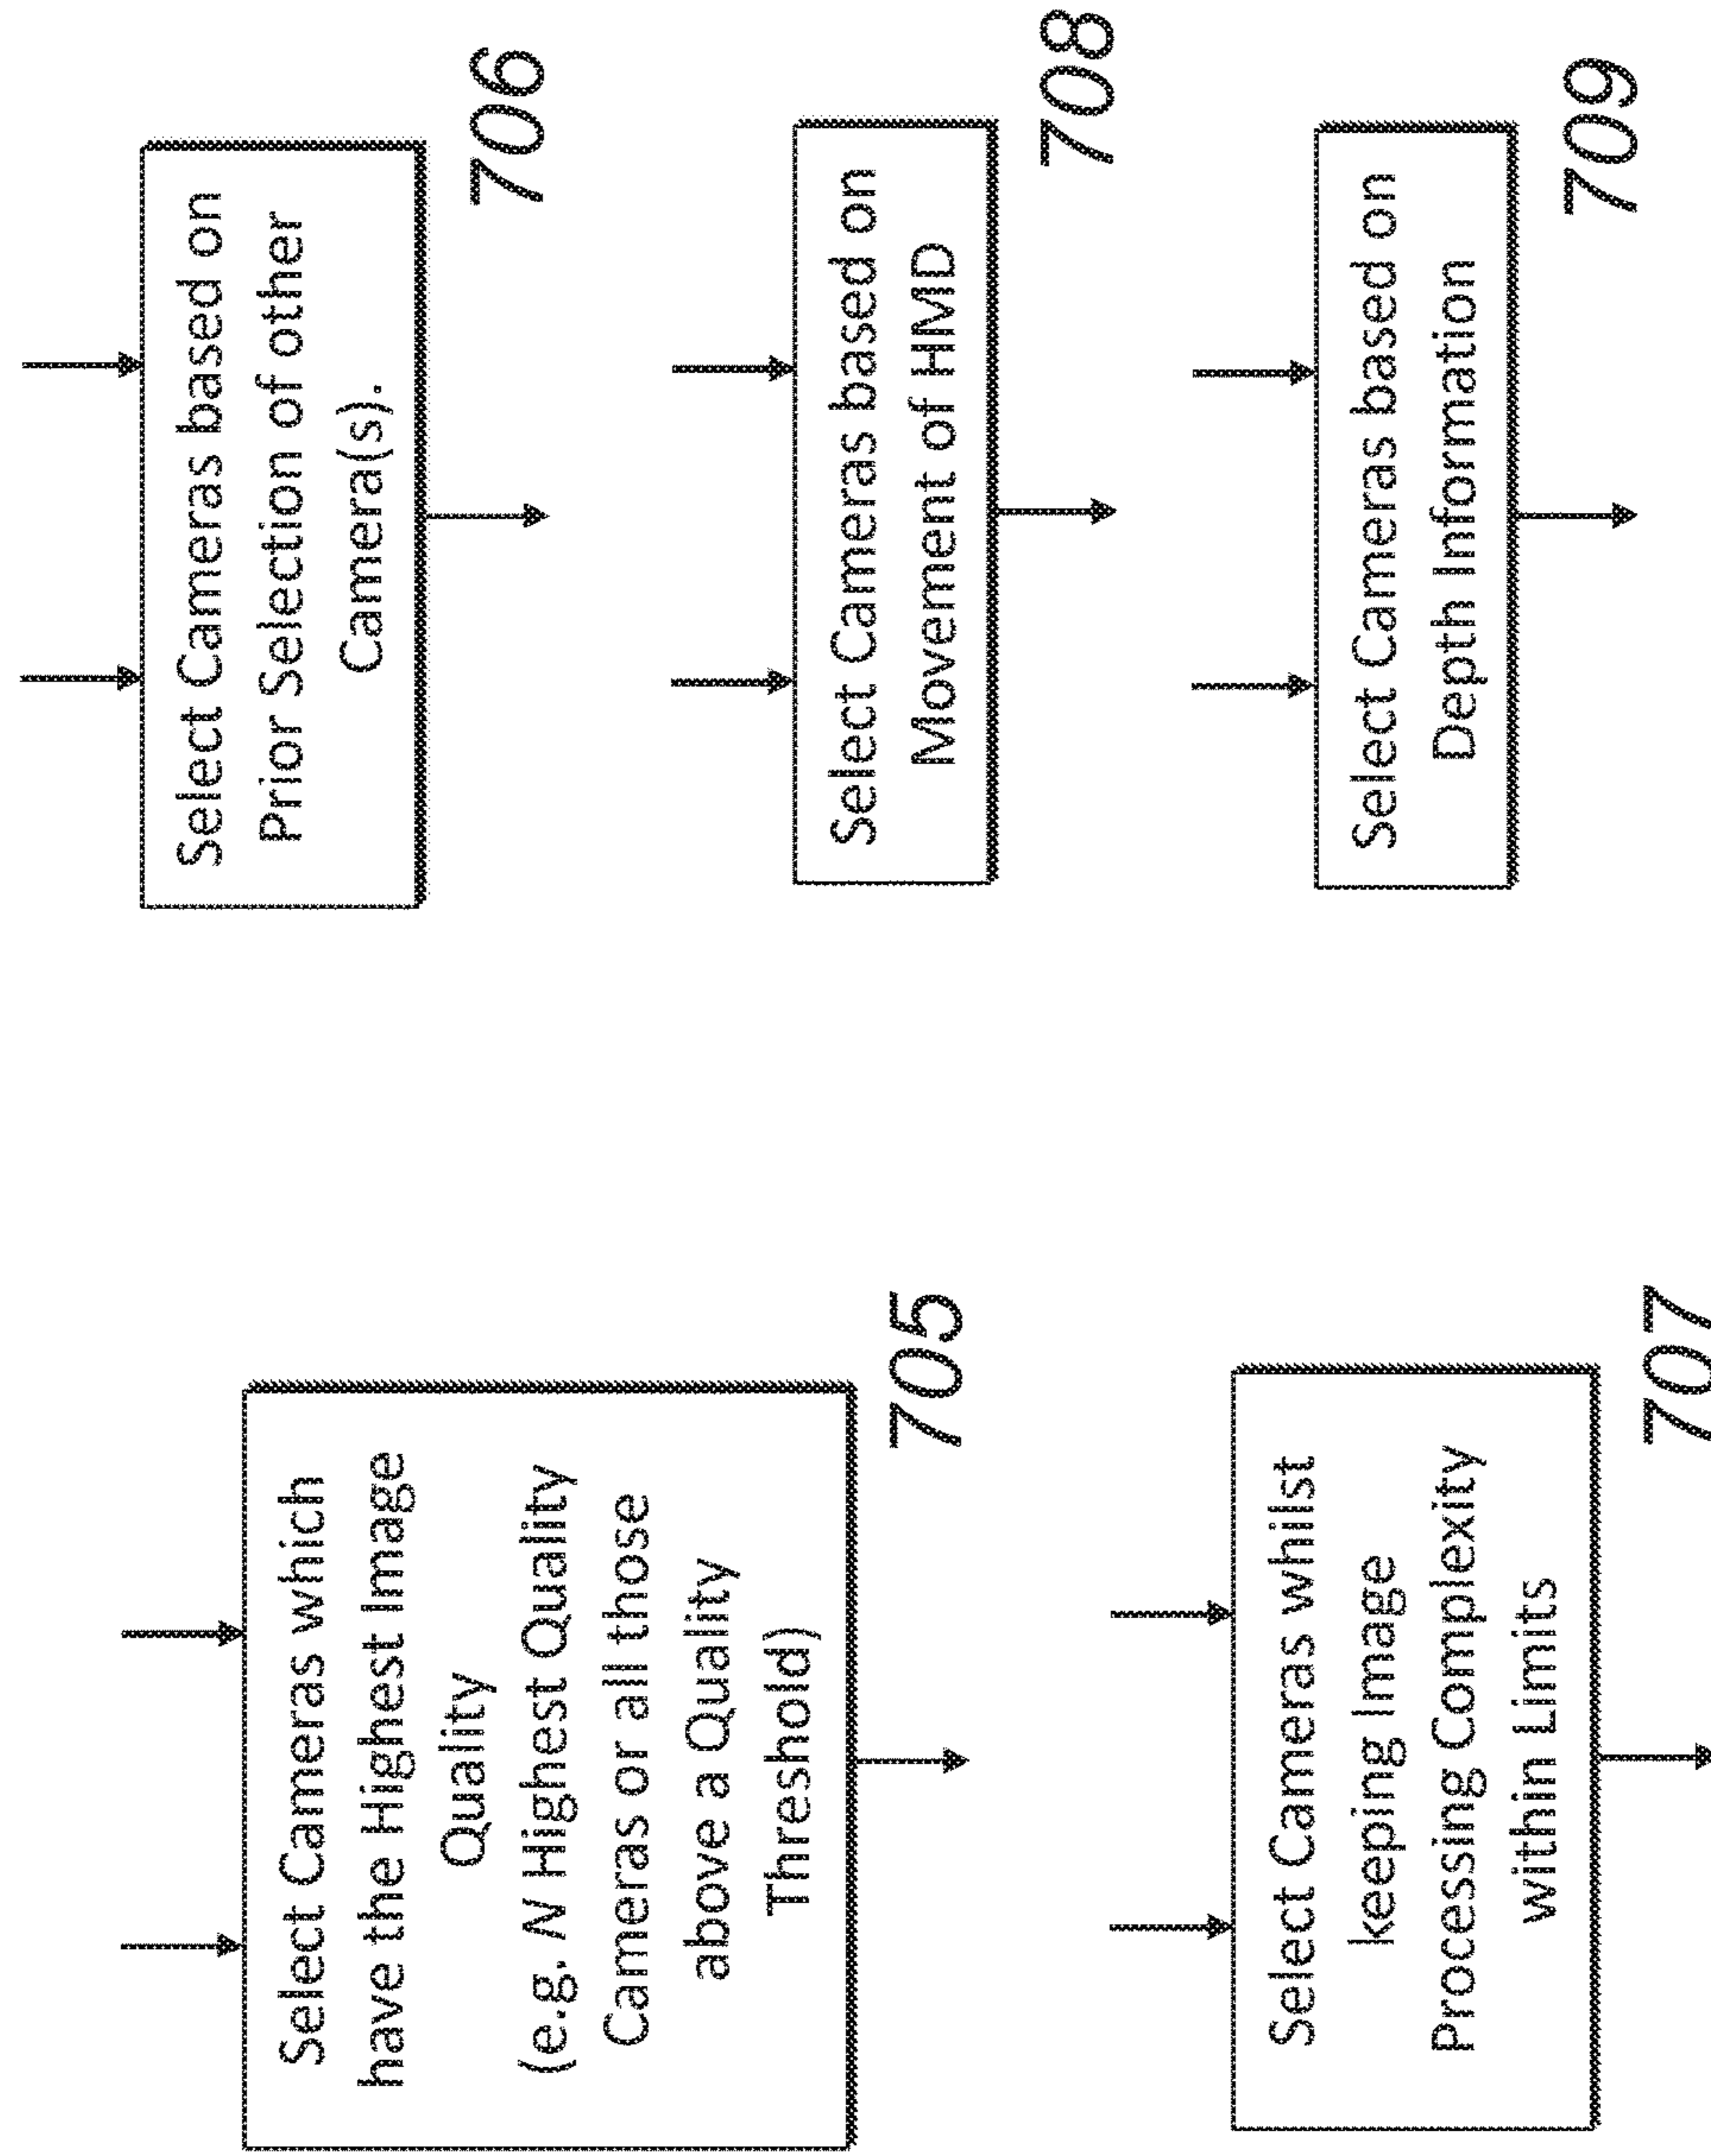 Select Cameras which
have the Highest Image
Quality
(e.g. N Highest Quality
Cameras or all those
above a Quality
Threshold)
705
Select Cameras based on
Prior Selection of other
Camera(s).
706
Select Cameras whilst
keeping Image
Processing Complexity
within Limits
707
Select Cameras based on
Movement of HMD
708
Select Cameras based on
Depth Information
709